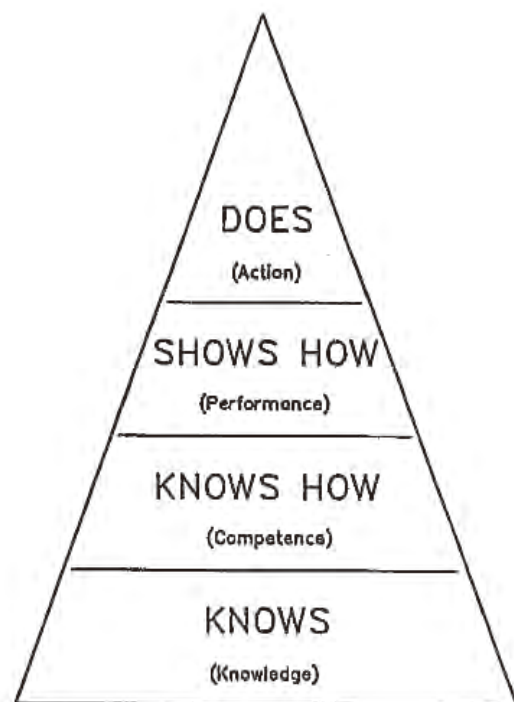 DOES
(Action)
SHOWS HOW
(Performance)
KNOWS HOW
(Competence)
KNOWS
(Knowledge)